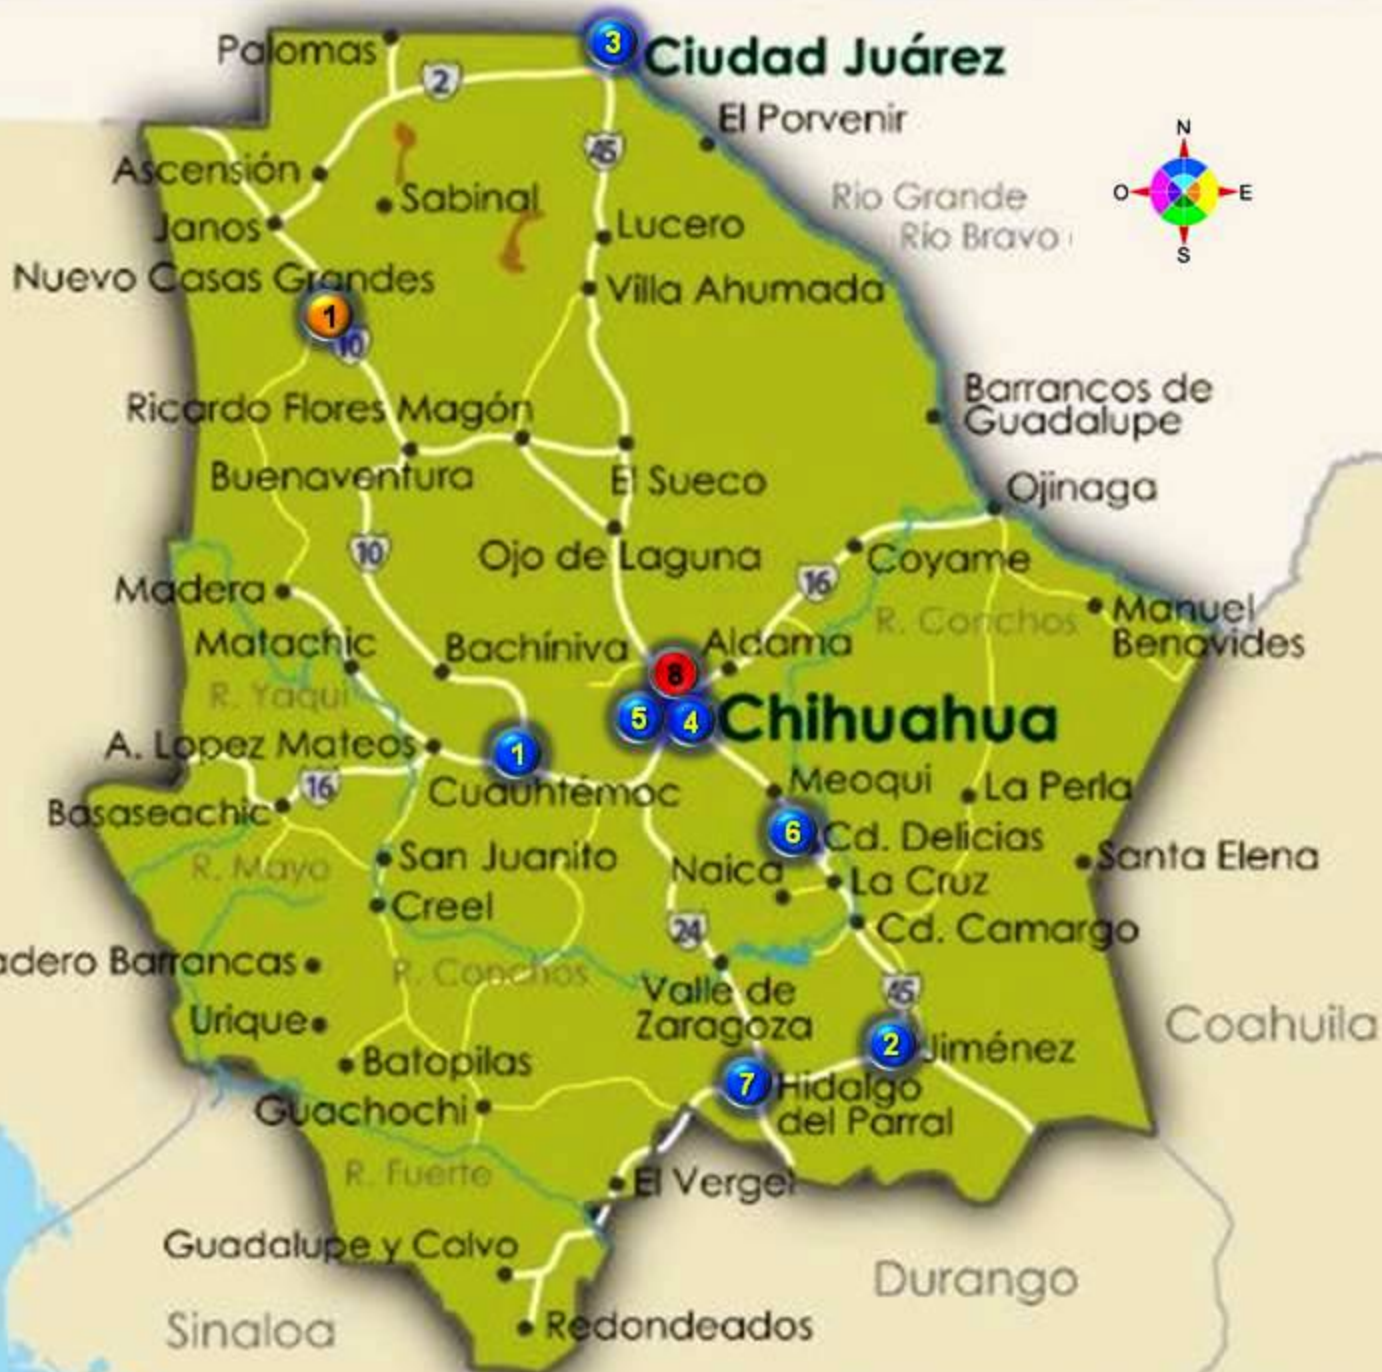 Palomas
3
Ciudad Juárez
2
El Porvenir
N
45
Ascensión
O
E
Sabinal
Rio Grande
Janos
Lucero
Río Bravo
S
Nuevo Casas Grandes
Villa Ahumada
1
10
Barrancos de
Guadalupe
Ricardo Flores Magón
Buenaventura
El Sueco
Ojinaga
10
Ojo de Laguna
Coyame
16
Madera
R. Conchos
Manuel
Benavides
Matachic
Bachíniva
Aldama
8
R. Yaqui
5
4
Chihuahua
A. Lopez Mateos
1
16
Cuauhtémoc
Meoqui
La Perla
Basaseachic
6
Cd. Delicias
San Juanito
Santa Elena
R. Mayo
Naica
La Cruz
Creel
24
Cd. Camargo
adero Barrancas
R. Conchos
45
Valle de
Zaragoza
Urique
Coahuila
2
Jiménez
Batopilas
7
Hidalgo
del Parral
Guachochi
R. Fuerte
El Vergel
Guadalupe y Calvo
Durango
Sinaloa
Redondeados